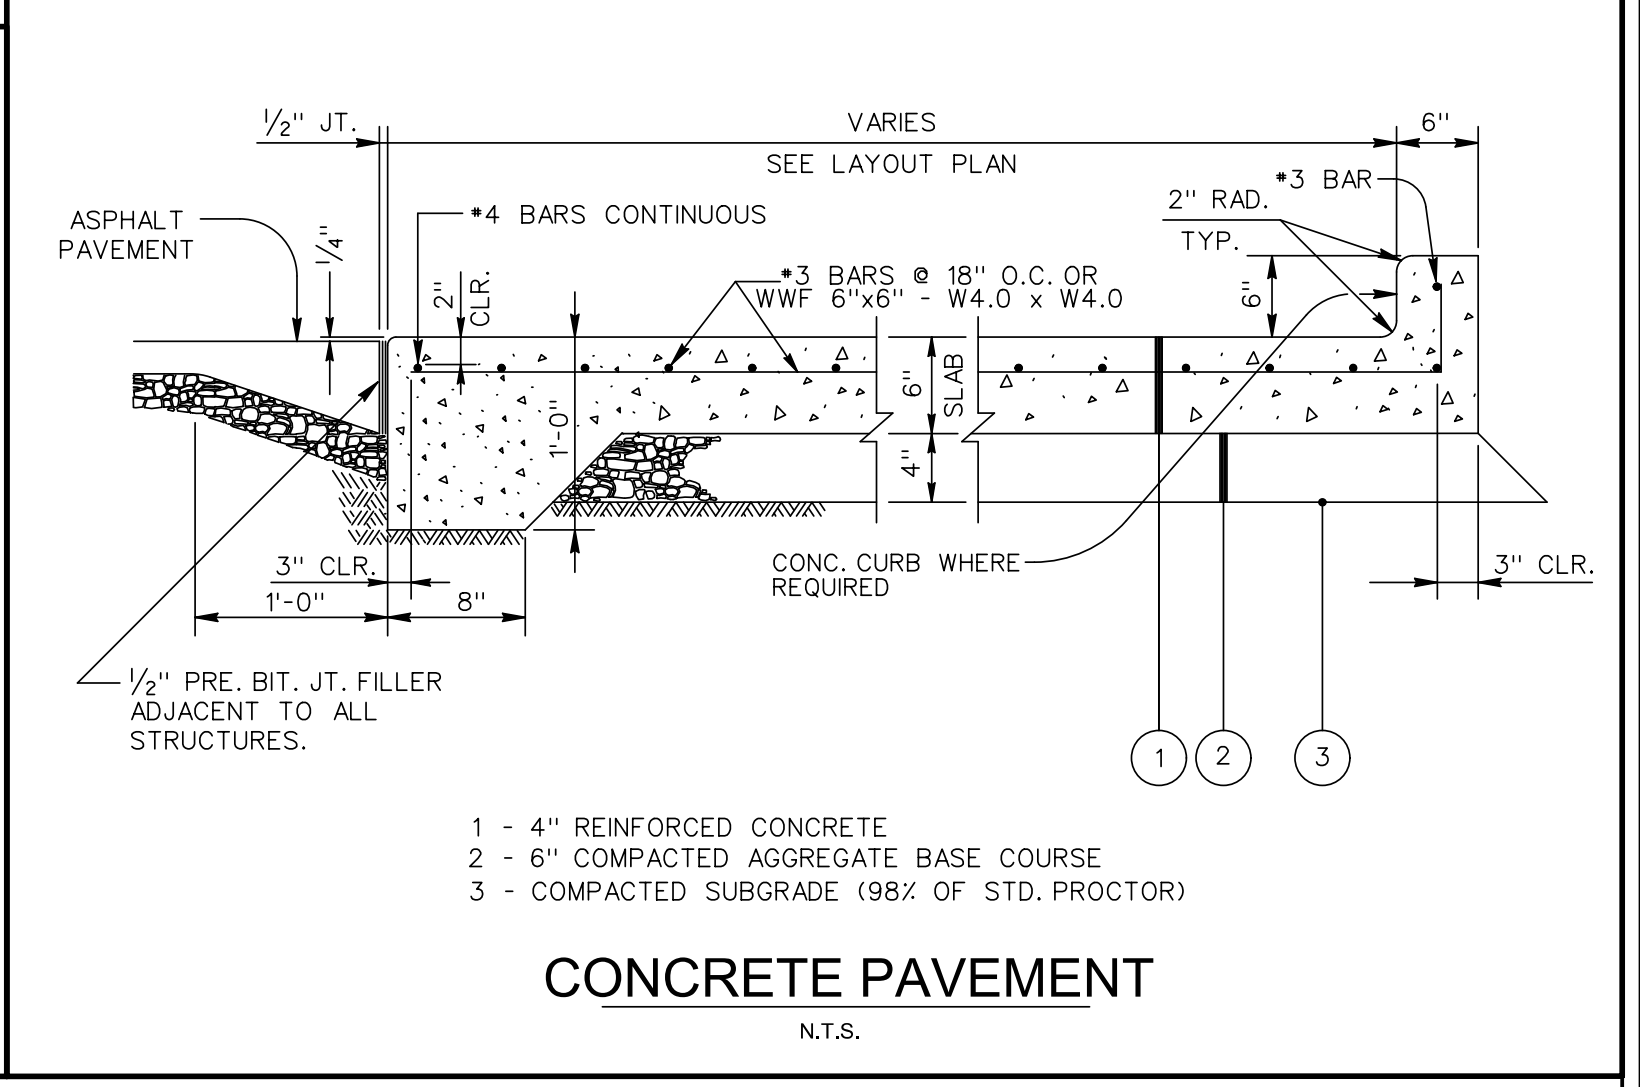 1/2" JT.
VARIES
6"
SEE LAYOUT PLAN
#3 BAR
2" RAD.
TYP.
ASPHALT
PAVEMENT
1/4"
#4 BARS CONTINUOUS
2"
CLR.
#3 BARS @ 18" O.C. OR
WWF 6"x6" - W4.0 x W4.0
6"
6"
SLAB
1'-0"
4"
CONC. CURB WHERE
REQUIRED
3" CLR.
3" CLR.
1'-0"
8"
1/2" PRE. BIT. JT. FILLER
ADJACENT TO ALL
STRUCTURES.
1
2
3
1 - 4" REINFORCED CONCRETE
2 - 6" COMPACTED AGGREGATE BASE COURSE
3 - COMPACTED SUBGRADE (98% OF STD. PROCTOR)
CONCRETE PAVEMENT
N.T.S.